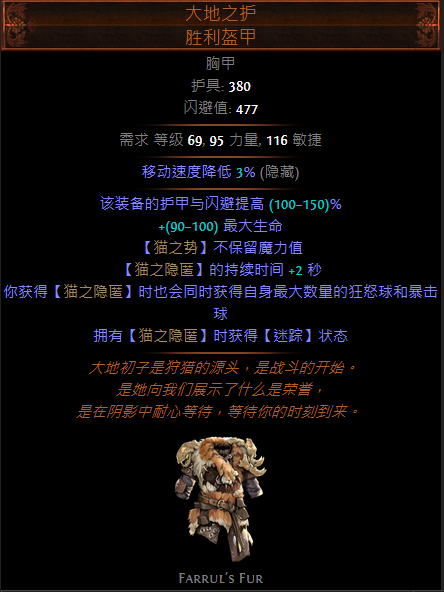 大地之护
胜利盔甲
胸甲
护具: 380
闪避值: 477
需求 等级 69, 95 力量, 116 敏捷
移动速度降低 3% (隐藏)
该装备的护甲与闪避提高 (100–150)%
+(90–100) 最大生命
【猫之势】不保留魔力值
【猫之隐匿】的持续时间 +2 秒
你获得【猫之隐匿】时也会同时获得自身最大数量的狂怒球和暴击
球
拥有【猫之隐匿】时获得【迷踪】状态
大地初子是狩猎的源头，是战斗的开始。
是她向我们展示了什么是荣誉，
是在阴影中耐心等待，等待你的时刻到来。
FARRUL'S FUR